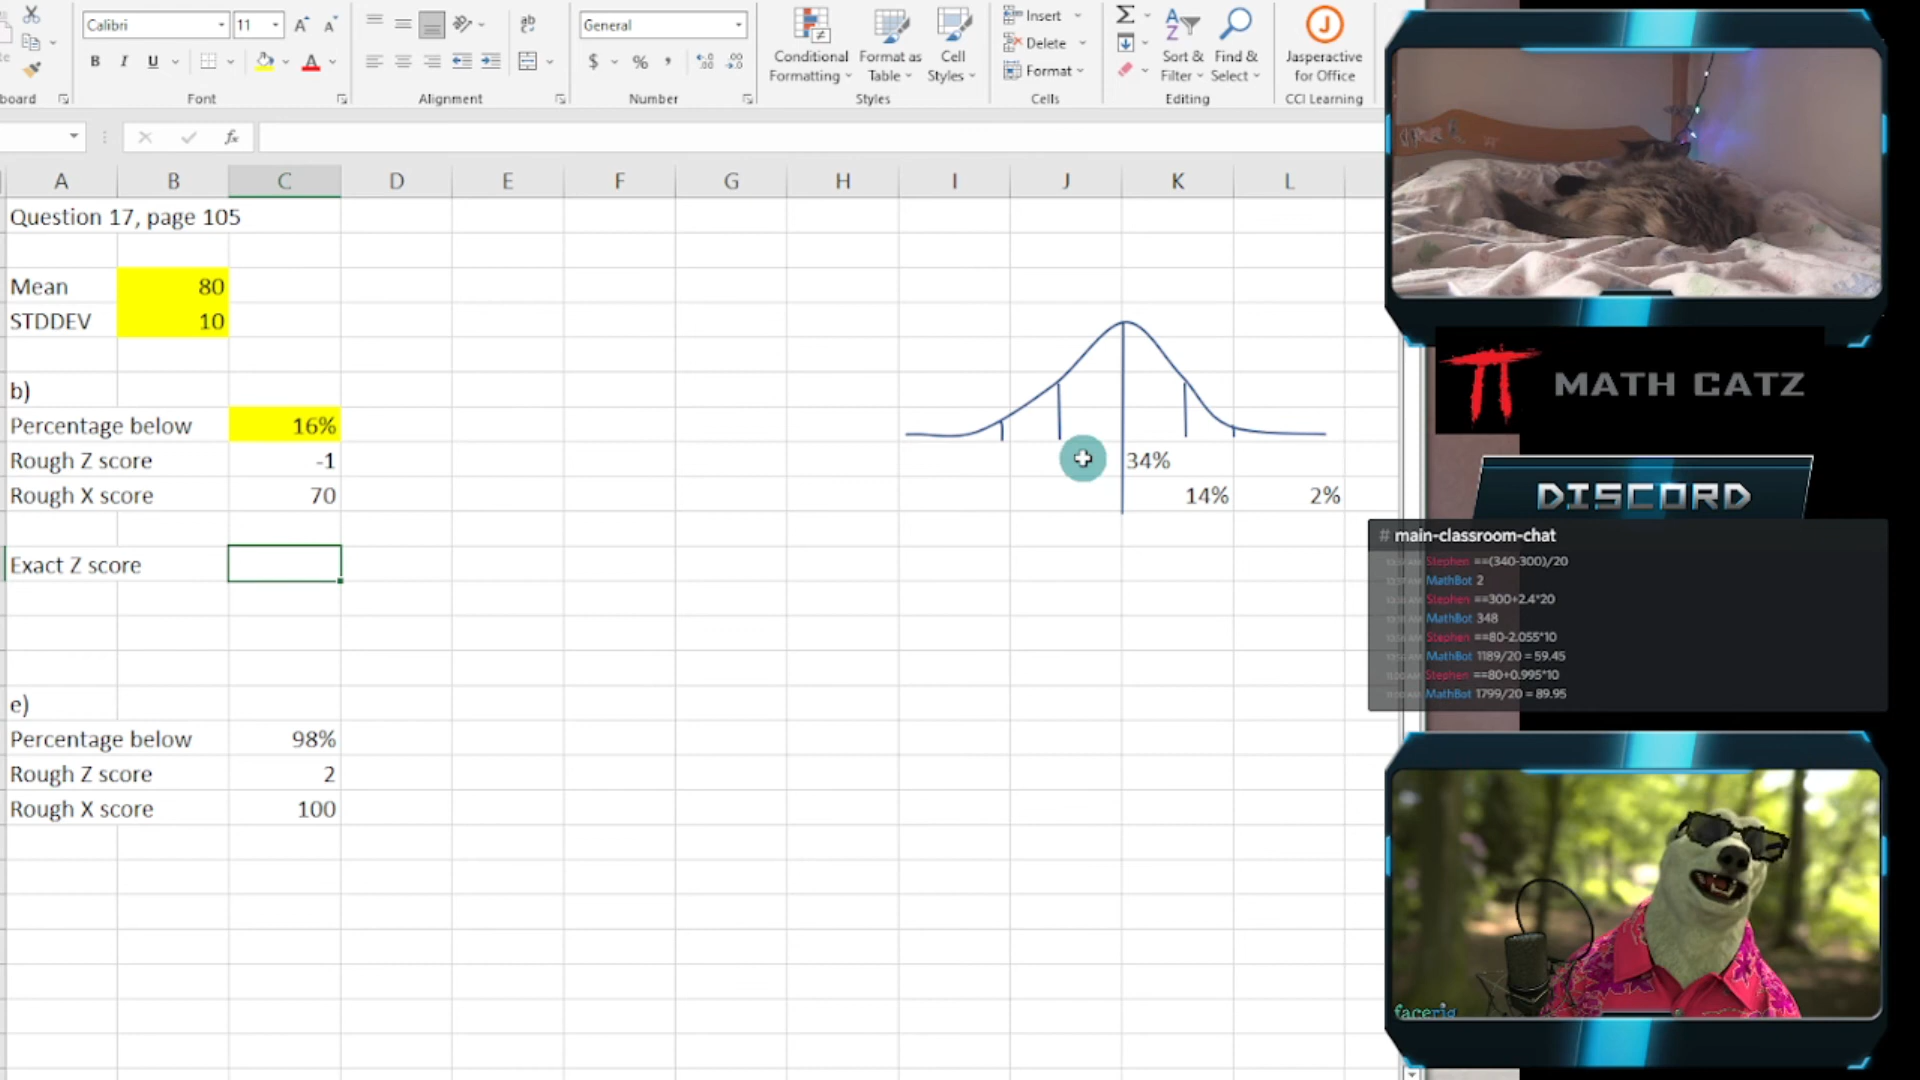 Calibri
11
General
Insert
Delete
Format
Conditional Formatting
Format as Table
Cell Styles
Sort & Filter
Find & Select
Jasperactive for Office
board
Font
Alignment
Number
Styles
Cells
Editing
CCI Learning
fx
A B C D E F G H I J K L
Question 17, page 105
Mean 80
STDDEV 10
b)
Percentage below 16%
Rough Z score -1
Rough X score 70
Exact Z score
e)
Percentage below 98%
Rough Z score 2
Rough X score 100
34%
14% 2%
MATH CATZ
DISCORD
# main-classroom-chat
Stephen ==(340-300)/20
MathBot 2
Stephen ==300+2.4*20
MathBot 348
Stephen ==80-2.055*10
MathBot 1189/20 = 59.45
Stephen ==80+0.995*10
MathBot 1799/20 = 89.95
facerig